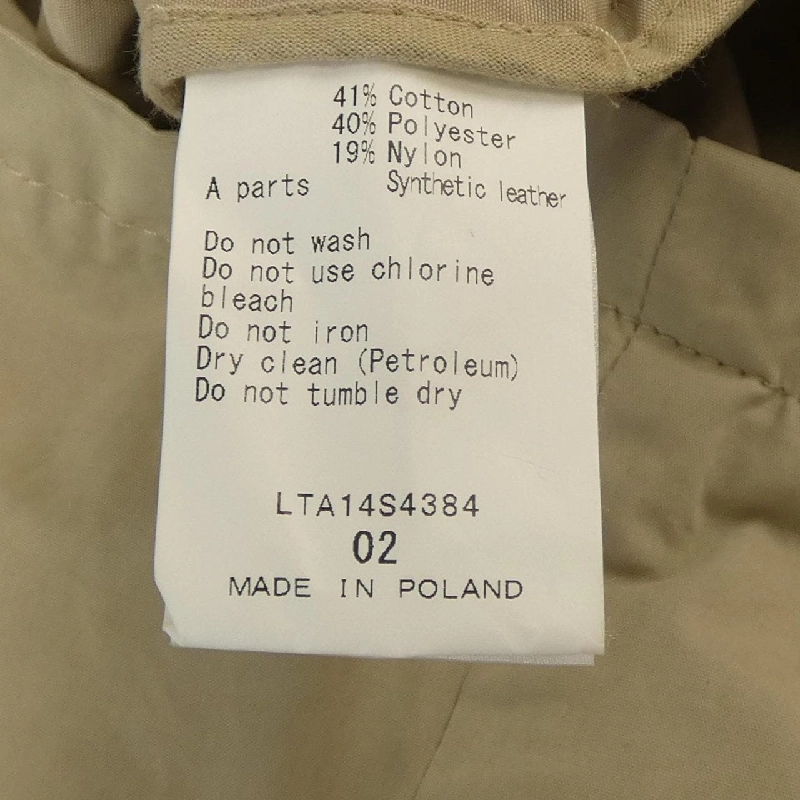 41% Cotton
40% Polyester
19% Nylon
A parts Synthetic leather
Do not wash
Do not use chlorine
bleach
Do not iron
Dry clean (Petroleum)
Do not tumble dry
LTA14S4384
02
MADE IN POLAND